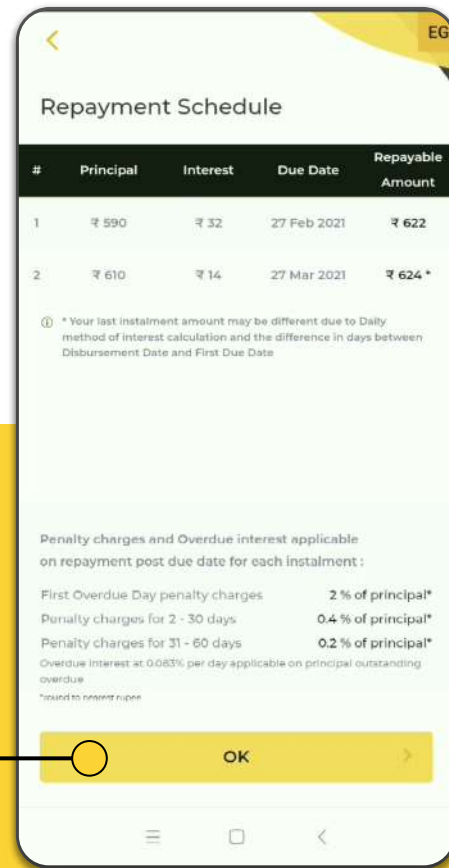 EG
Repayment Schedule
# Principal Interest Due Date Repayable Amount
1 ₹ 590 ₹ 32 27 Feb 2021 ₹ 622
2 ₹ 610 ₹ 14 27 Mar 2021 ₹ 624 *
* Your last instalment amount may be different due to Daily
method of interest calculation and the difference in days between
Disbursement Date and First Due Date
Penalty charges and Overdue interest applicable
on repayment post due date for each instalment :
First Overdue Day penalty charges 2 % of principal*
Penalty charges for 2 - 30 days 0.4 % of principal*
Penalty charges for 31 - 60 days 0.2 % of principal*
Overdue interest at 0.083% per day applicable on principal outstanding
overdue
*round to nearest rupee
OK